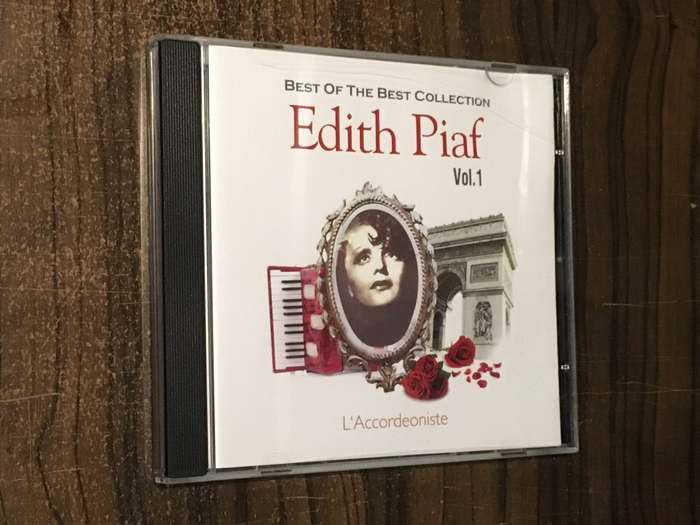 BEST OF THE BEST COLLECTION
Edith Piaf
Vol.1
L'Accordeoniste